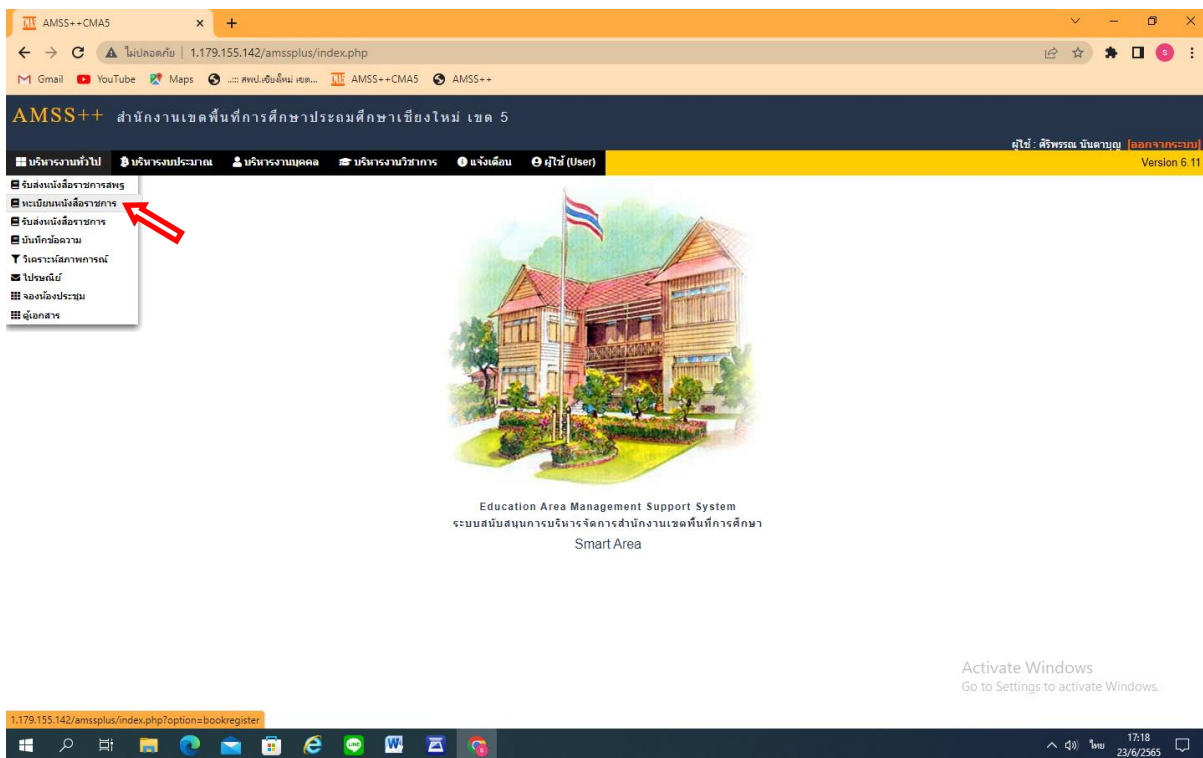 AMSS++CMA5
ไม่ปลอดภัย | 1.179.155.142/amssplus/index.php
Gmail YouTube Maps ..::: สพป.เชียงใหม่ เขต... AMSS++CMA5 AMSS++
AMSS++ สำนักงานเขตพื้นที่การศึกษาประถมศึกษาเชียงใหม่ เขต 5
ผู้ใช้ : ศิริพรรณ นันตาบุญ [ออกจากระบบ]
บริหารงานทั่วไป บริหารงบประมาณ บริหารงานบุคคล บริหารงานวิชาการ แจ้งเตือน ผู้ใช้ (User)
Version 6.11
รับส่งหนังสือราชการสพฐ
ทะเบียนหนังสือราชการ
รับส่งหนังสือราชการ
บันทึกข้อความ
วิเคราะห์สภาพการณ์
ไปรษณีย์
จองห้องประชุม
ตู้เอกสาร
Education Area Management Support System
ระบบสนับสนุนการบริหารจัดการสำนักงานเขตพื้นที่การศึกษา
Smart Area
Activate Windows
Go to Settings to activate Windows.
1.179.155.142/amssplus/index.php?option=bookregister
ไทย
17:18
23/6/2565